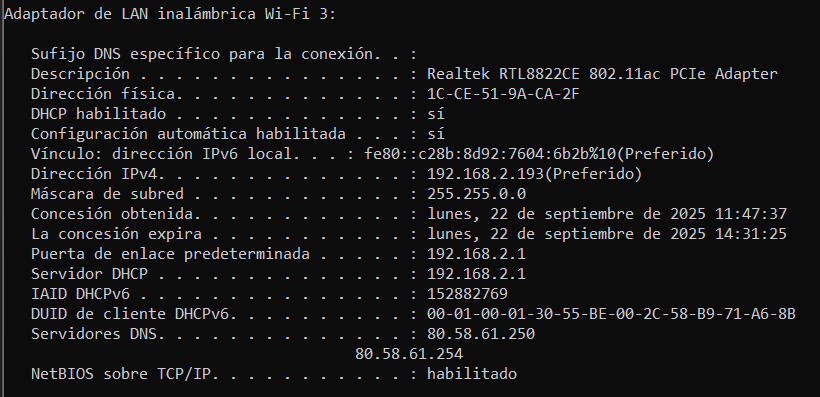 Adaptador de LAN inalámbrica Wi-Fi 3:
Sufijo DNS específico para la conexión. . :
Descripción . . . . . . . . . . . . . . . : Realtek RTL8822CE 802.11ac PCIe Adapter
Dirección física. . . . . . . . . . . . . : 1C-CE-51-9A-CA-2F
DHCP habilitado . . . . . . . . . . . . . : sí
Configuración automática habilitada . . . : sí
Vínculo: dirección IPv6 local. . . : fe80::c28b:8d92:7604:6b2b%10(Preferido)
Dirección IPv4. . . . . . . . . . . . . . : 192.168.2.193(Preferido)
Máscara de subred . . . . . . . . . . . . : 255.255.0.0
Concesión obtenida. . . . . . . . . . . . : lunes, 22 de septiembre de 2025 11:47:37
La concesión expira . . . . . . . . . . . : lunes, 22 de septiembre de 2025 14:31:25
Puerta de enlace predeterminada . . . . . : 192.168.2.1
Servidor DHCP . . . . . . . . . . . . . . : 192.168.2.1
IAID DHCPv6 . . . . . . . . . . . . . . . : 152882769
DUID de cliente DHCPv6. . . . . . . . . . : 00-01-00-01-30-55-BE-00-2C-58-B9-71-A6-8B
Servidores DNS. . . . . . . . . . . . . . : 80.58.61.250
80.58.61.254
NetBIOS sobre TCP/IP. . . . . . . . . . . : habilitado